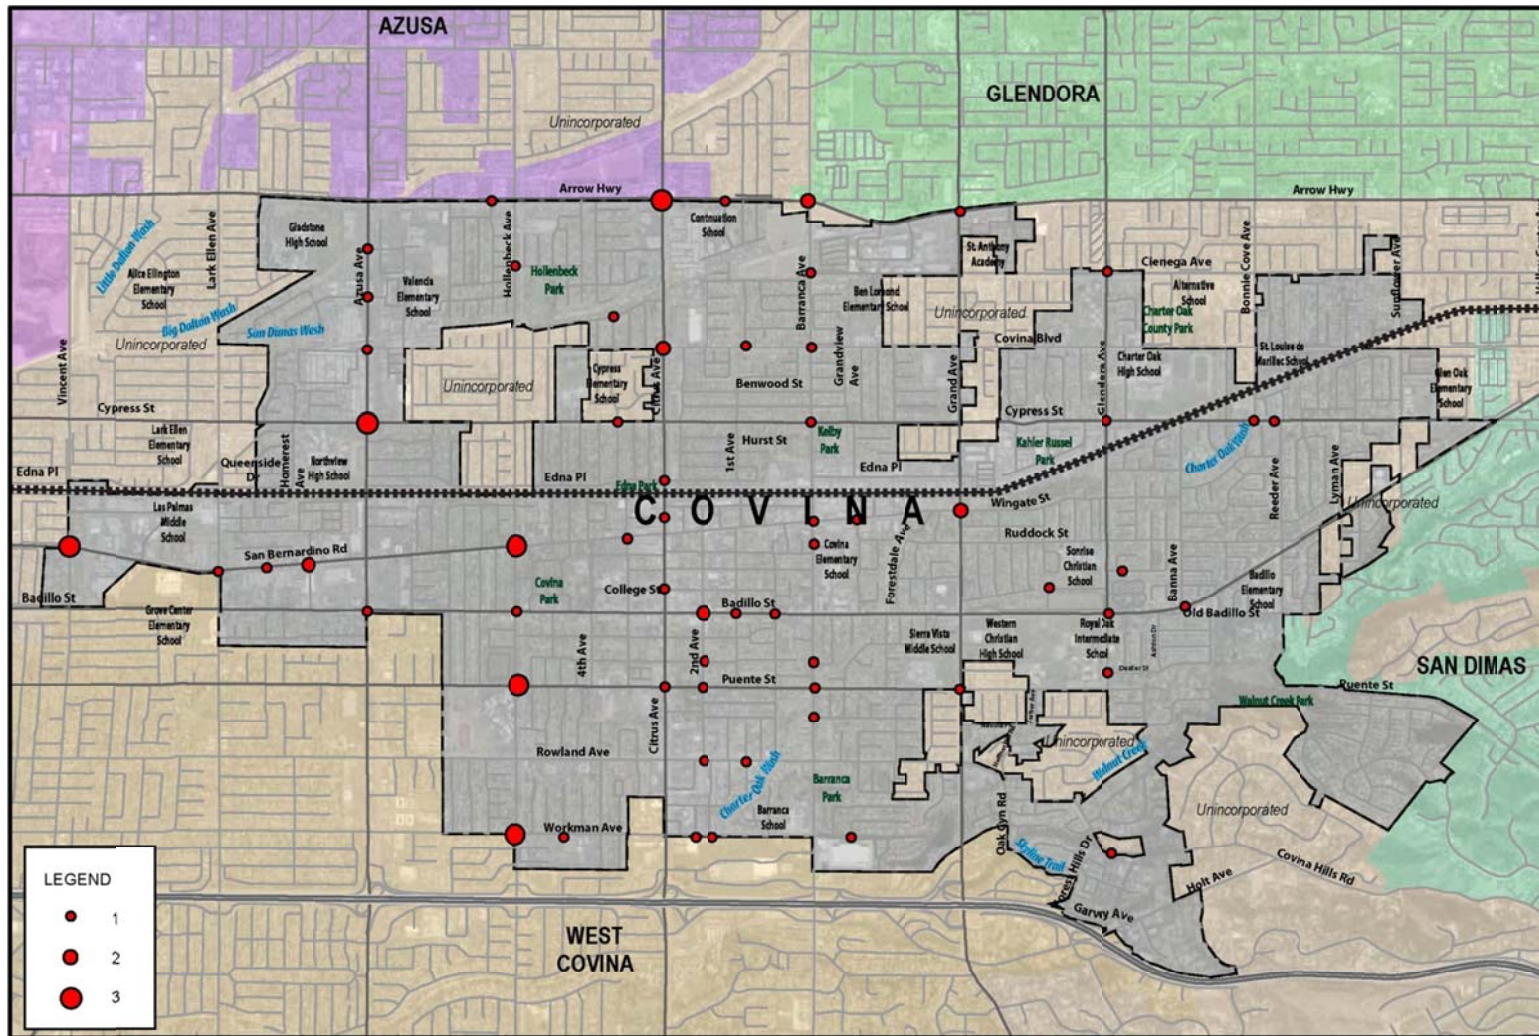 AZUSA
GLENDORA
Unincorporated
Arrow Hwy
Arrow Hwy
Little Dalton Wash
Lark Ellen Ave
Gladstone
High School
Hollenbeck Ave
Contnuation
School
St. Anthony
Academy
Cienega Ave
Bonnie Cove Ave
Sunflower Ave
Alice Ellington
Elementary
School
Azusa Ave
Valencia
Elementary
School
Hollenbeck
Park
Barranca Ave
Ben Lomond
Elementary School
Unincorporated
Alternative
School
Charter Oak
County Park
Big Dalton Wash
San Dimas Wash
Unincorporated
Vincent Ave
Covina Blvd
Grandview
Ave
Grand Ave
Glendora Ave
Charter Oak
High School
St. Louise de
Marillac School
Glen Oak
Elementary
School
Unincorporated
Cypress
Elementary
School
Citrus Ave
Benwood St
Cypress St
Cypress St
Lark Ellen
Elementary
School
Hurst St
1st Ave
Kelby
Park
Kahler Russel
Park
Charter Oak Wash
Edna Pl
Queenside
Dr
Homerest
Ave
Northview
High School
Edna Pl
Edna Park
Edna Pl
Reeder Ave
Lyman Ave
Unincorporated
COVINA
Wingate St
Las Palmas
Middle
School
San Bernardino Rd
Covina
Elementary
School
Forestdale Ave
Ruddock St
Sonrise
Christian
School
Banna Ave
Badillo
Elementary
School
Badillo St
Grove Center
Elementary
School
Covina
Park
College St
Badillo St
Old Badillo St
4th Ave
2nd Ave
Sierra Vista
Middle School
Western
Christian
High School
Royal Oak
Intermediate
School
Ashton Dr
Dexter St
SAN DIMAS
Puente St
Puente St
Walnut Creek Park
Citrus Ave
Rowland Ave
Unincorporated
Walnut Creek
Charter Oak Wash
Barranca
Park
Barranca
School
Unincorporated
Workman Ave
Oak Cyn Rd
Skyline Trail
Covina Hills Rd
Holt Ave
Garvey Ave
WEST
COVINA
LEGEND
1
2
3